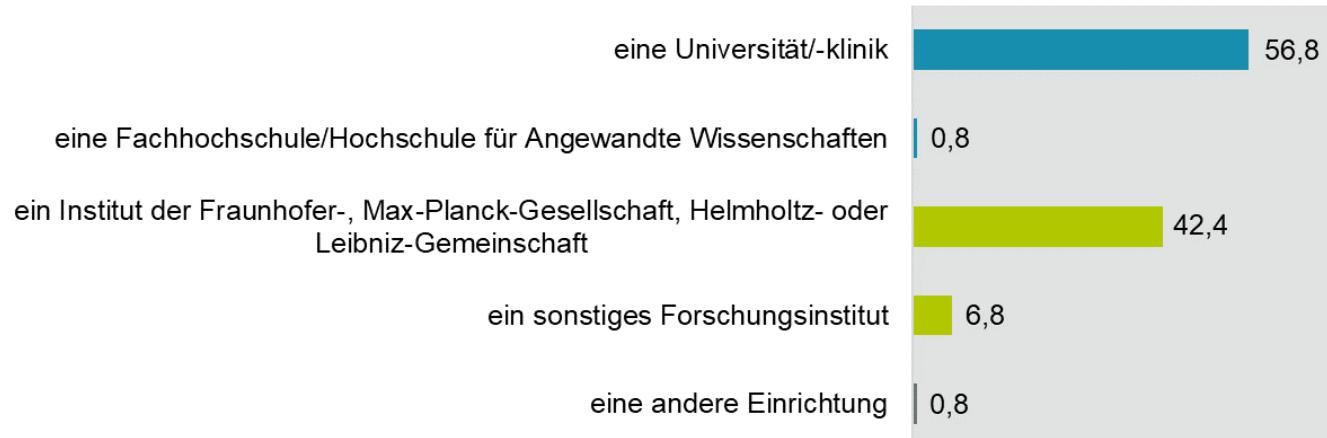 eine Universität/-klinik 56,8
eine Fachhochschule/Hochschule für Angewandte Wissenschaften 0,8
ein Institut der Fraunhofer-, Max-Planck-Gesellschaft, Helmholtz- oder
Leibniz-Gemeinschaft 42,4
ein sonstiges Forschungsinstitut 6,8
eine andere Einrichtung 0,8